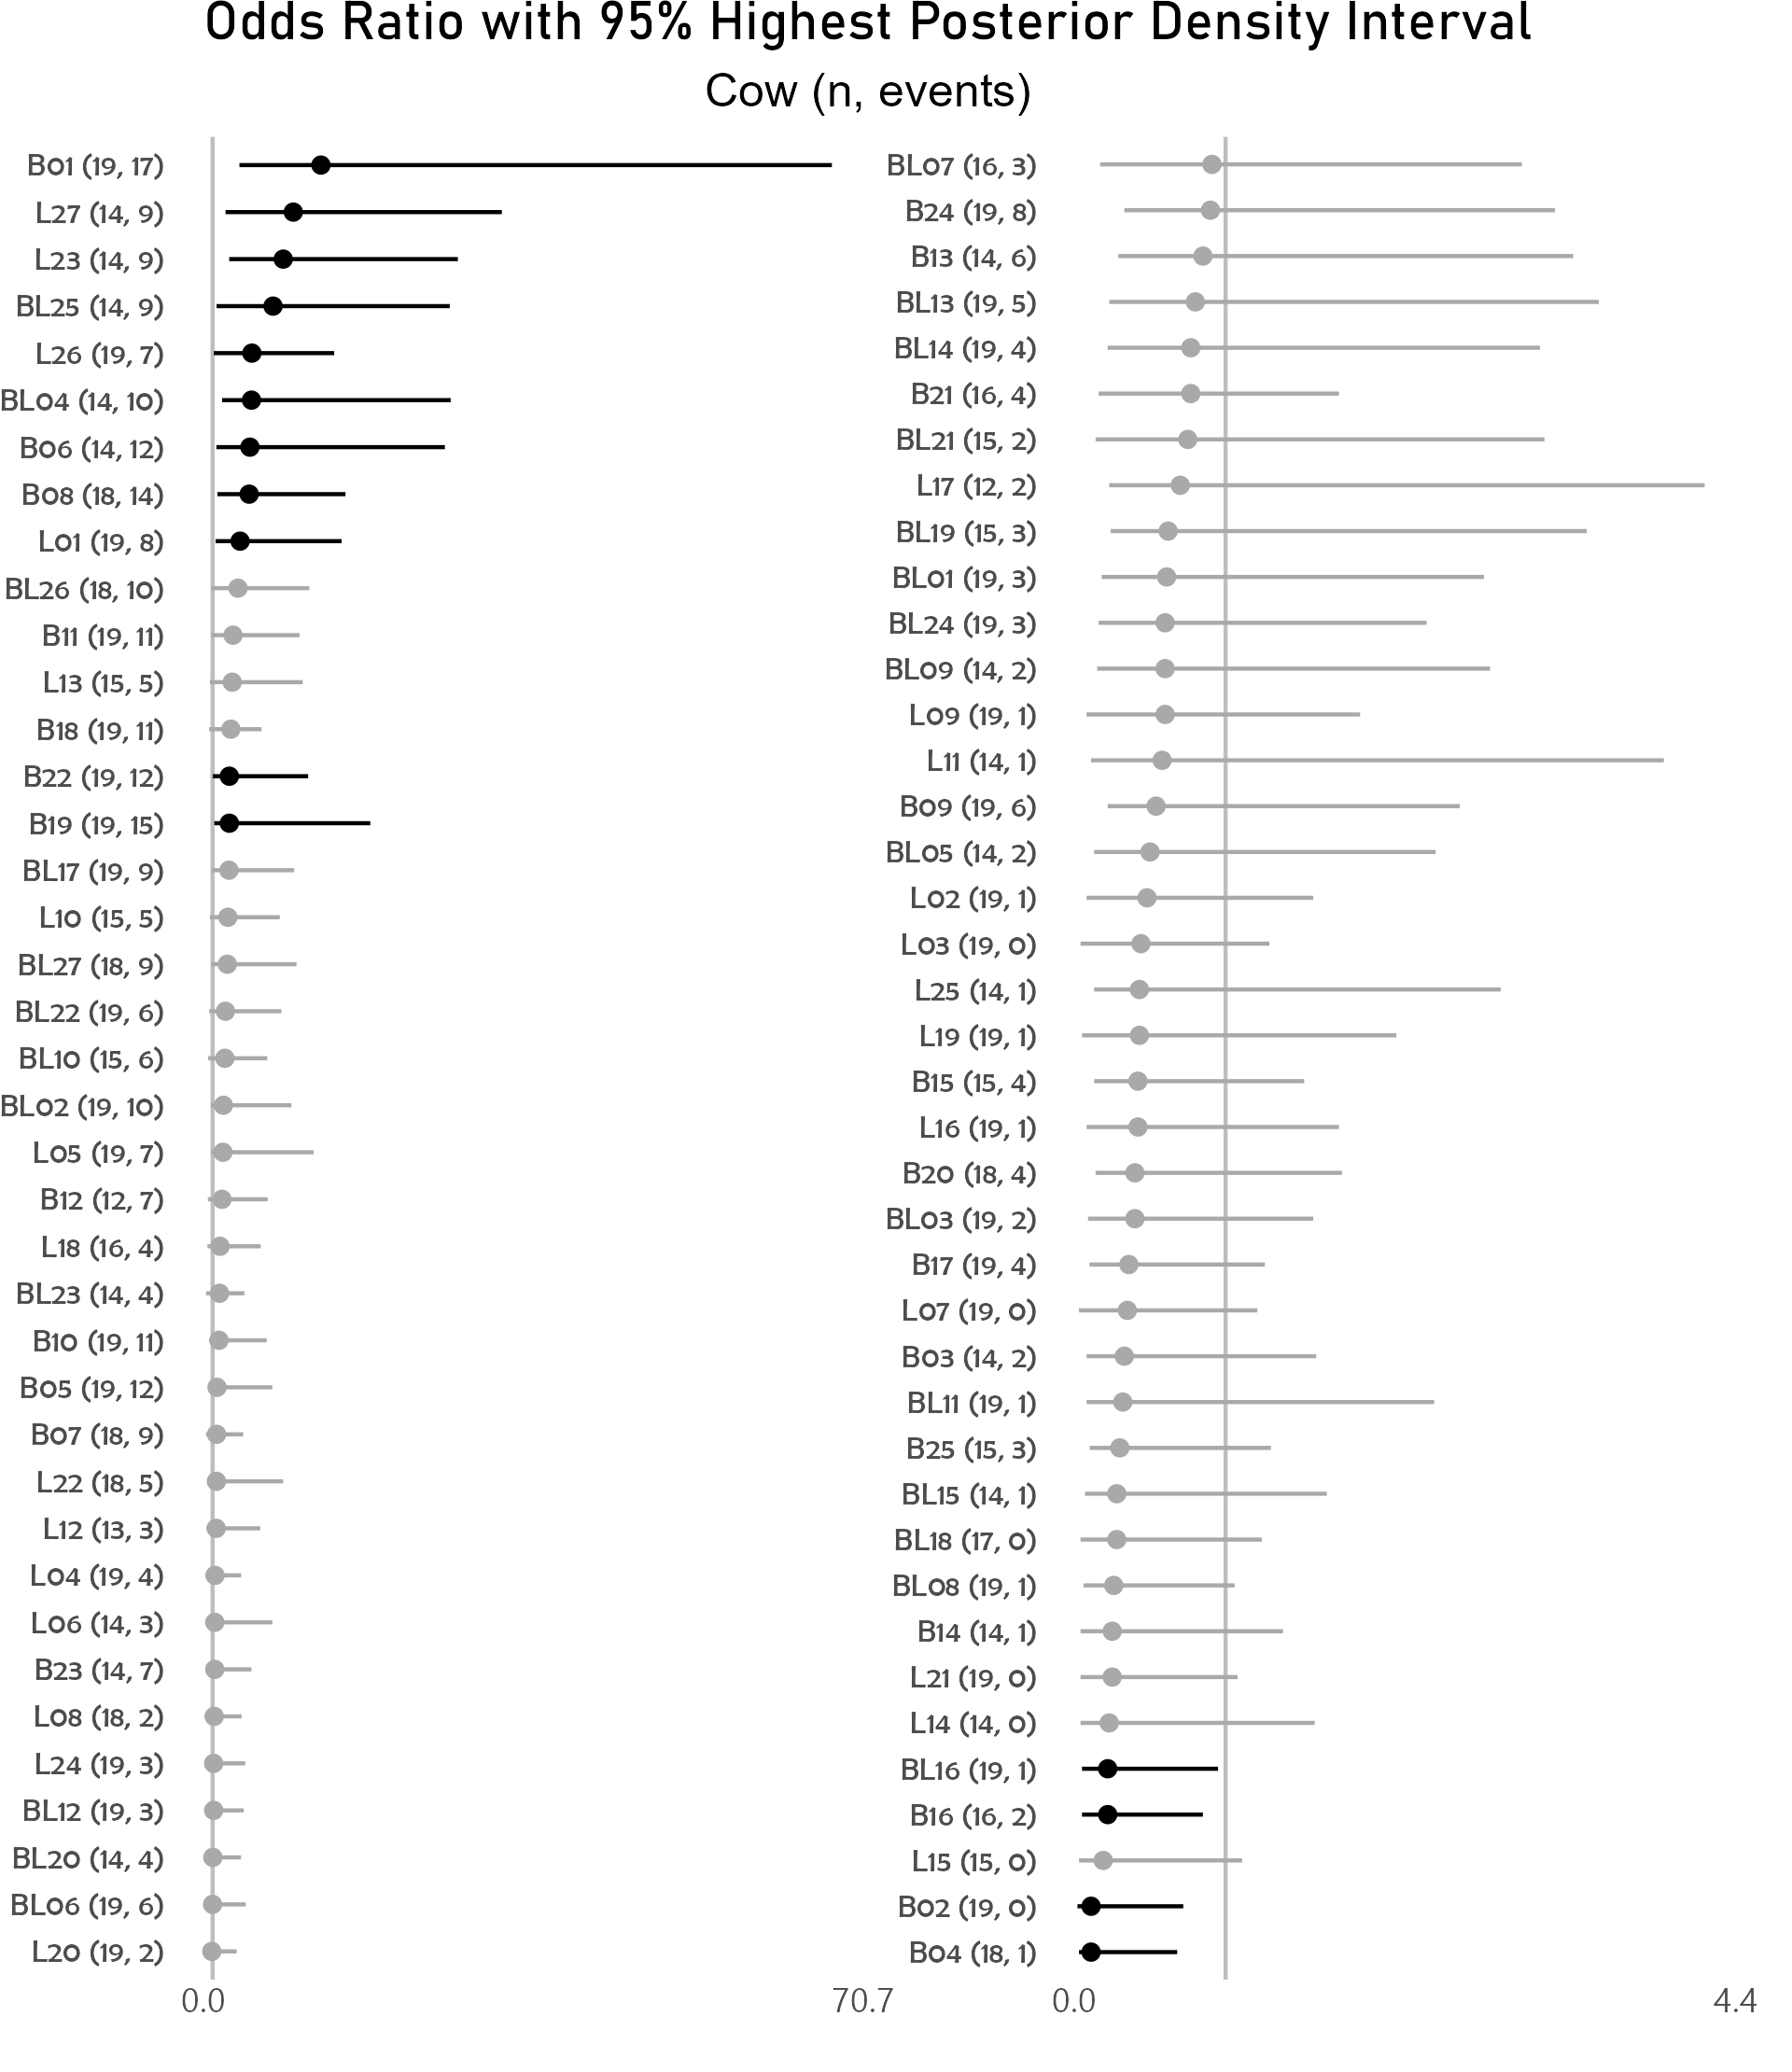 Odds Ratio with 95% Highest Posterior Density Interval
Cow (n, events)
B01 (19, 17)
L27 (14, 9)
L23 (14, 9)
BL25 (14, 9)
L26 (19, 7)
BL04 (14, 10)
B06 (14, 12)
B08 (18, 14)
L01 (19, 8)
BL26 (18, 10)
B11 (19, 11)
L13 (15, 5)
B18 (19, 11)
B22 (19, 12)
B19 (19, 15)
BL17 (19, 9)
L10 (15, 5)
BL27 (18, 9)
BL22 (19, 6)
BL10 (15, 6)
BL02 (19, 10)
L05 (19, 7)
B12 (12, 7)
L18 (16, 4)
BL23 (14, 4)
B10 (19, 11)
B05 (19, 12)
B07 (18, 9)
L22 (18, 5)
L12 (13, 3)
L04 (19, 4)
L06 (14, 3)
B23 (14, 7)
L08 (18, 2)
L24 (19, 3)
BL12 (19, 3)
BL20 (14, 4)
BL06 (19, 6)
L20 (19, 2)
0.0 70.7
BL07 (16, 3)
B24 (19, 8)
B13 (14, 6)
BL13 (19, 5)
BL14 (19, 4)
B21 (16, 4)
BL21 (15, 2)
L17 (12, 2)
BL19 (15, 3)
BL01 (19, 3)
BL24 (19, 3)
BL09 (14, 2)
L09 (19, 1)
L11 (14, 1)
B09 (19, 6)
BL05 (14, 2)
L02 (19, 1)
L03 (19, 0)
L25 (14, 1)
L19 (19, 1)
B15 (15, 4)
L16 (19, 1)
B20 (18, 4)
BL03 (19, 2)
B17 (19, 4)
L07 (19, 0)
B03 (14, 2)
BL11 (19, 1)
B25 (15, 3)
BL15 (14, 1)
BL18 (17, 0)
BL08 (19, 1)
B14 (14, 1)
L21 (19, 0)
L14 (14, 0)
BL16 (19, 1)
B16 (16, 2)
L15 (15, 0)
B02 (19, 0)
B04 (18, 1)
0.0 4.4